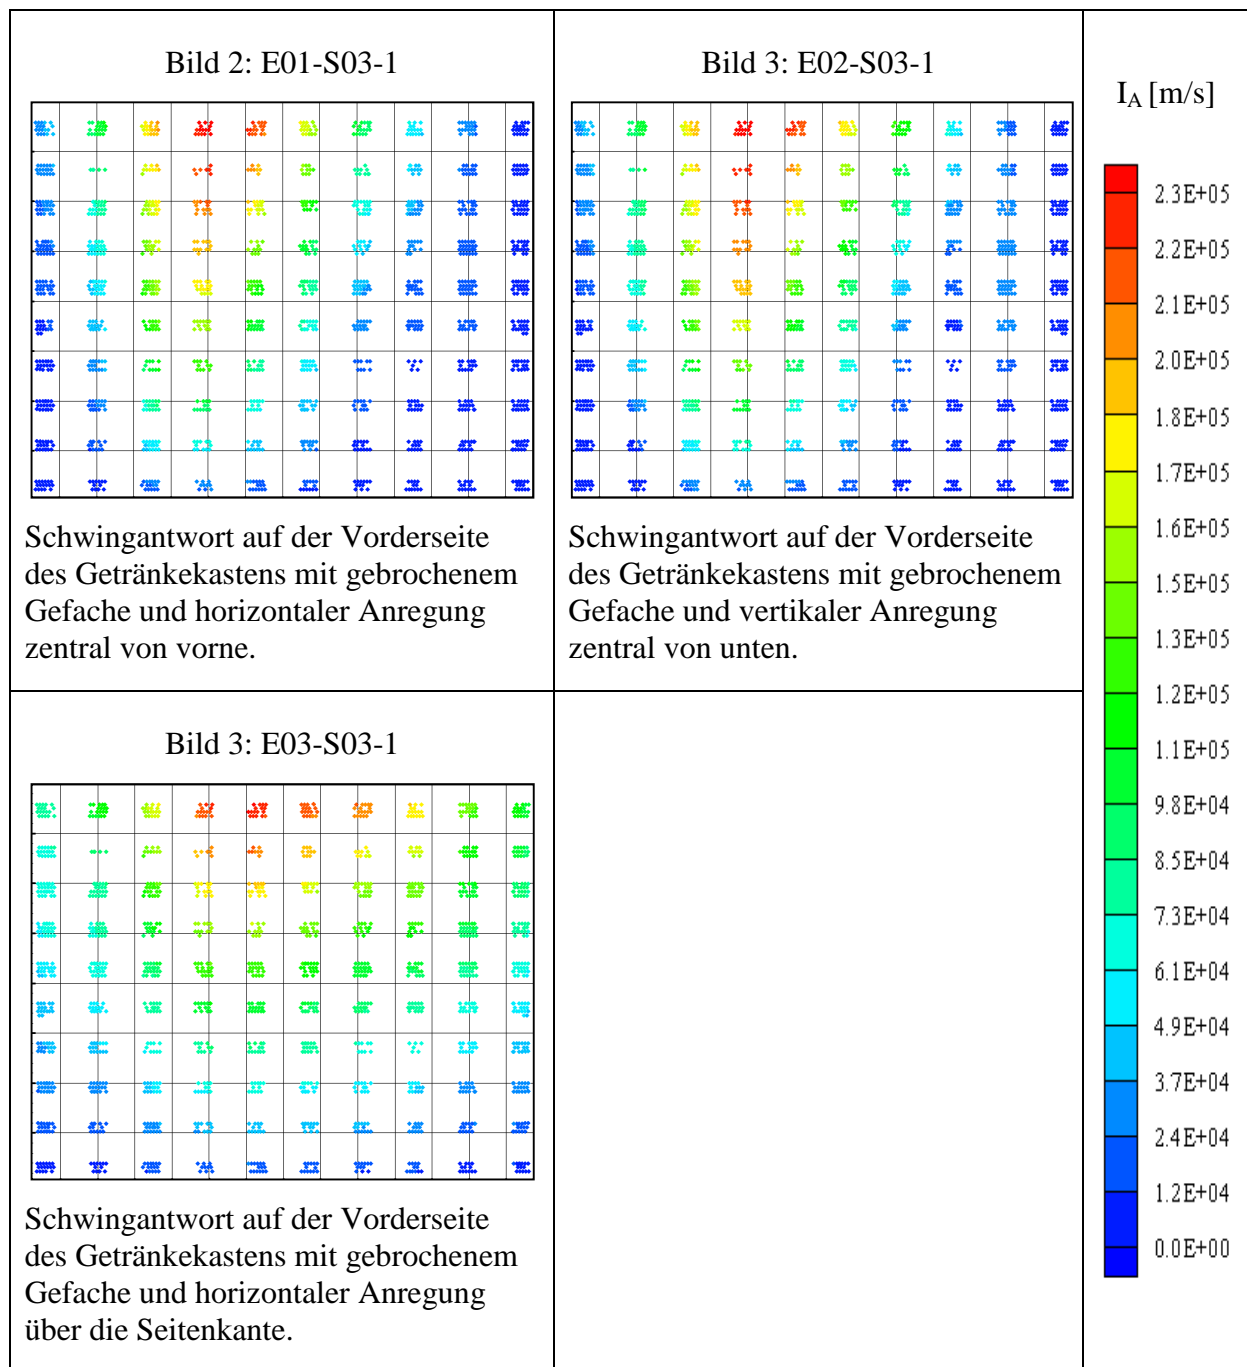 Bild 2: E01-S03-1
Schwingantwort auf der Vorderseite
des Getränkekastens mit gebrochenem
Gefache und horizontaler Anregung
zentral von vorne.
Bild 3: E02-S03-1
Schwingantwort auf der Vorderseite
des Getränkekastens mit gebrochenem
Gefache und vertikaler Anregung
zentral von unten.
Bild 3: E03-S03-1
Schwingantwort auf der Vorderseite
des Getränkekastens mit gebrochenem
Gefache und horizontaler Anregung
über die Seitenkante.
I_A [m/s]
2.3E+05
2.2E+05
2.1E+05
2.0E+05
1.8E+05
1.7E+05
1.6E+05
1.5E+05
1.3E+05
1.2E+05
1.1E+05
9.8E+04
8.5E+04
7.3E+04
6.1E+04
4.9E+04
3.7E+04
2.4E+04
1.2E+04
0.0E+00